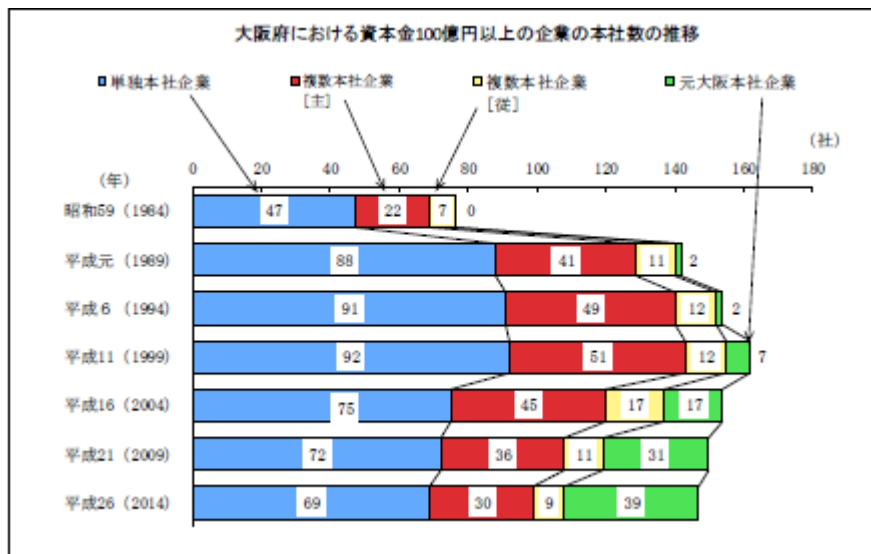 大阪府における資本金100億円以上の企業の本社数の推移
単独本社企業 複数本社企業[主] 複数本社企業[従] 元大阪本社企業
(社)
0 20 40 60 80 100 120 140 160 180
(年)
昭和59 (1984) 47 22 7 0
平成元 (1989) 88 41 11 2
平成6 (1994) 91 49 12 2
平成11 (1999) 92 51 12 7
平成16 (2004) 75 45 17 17
平成21 (2009) 72 36 11 31
平成26 (2014) 69 30 9 39